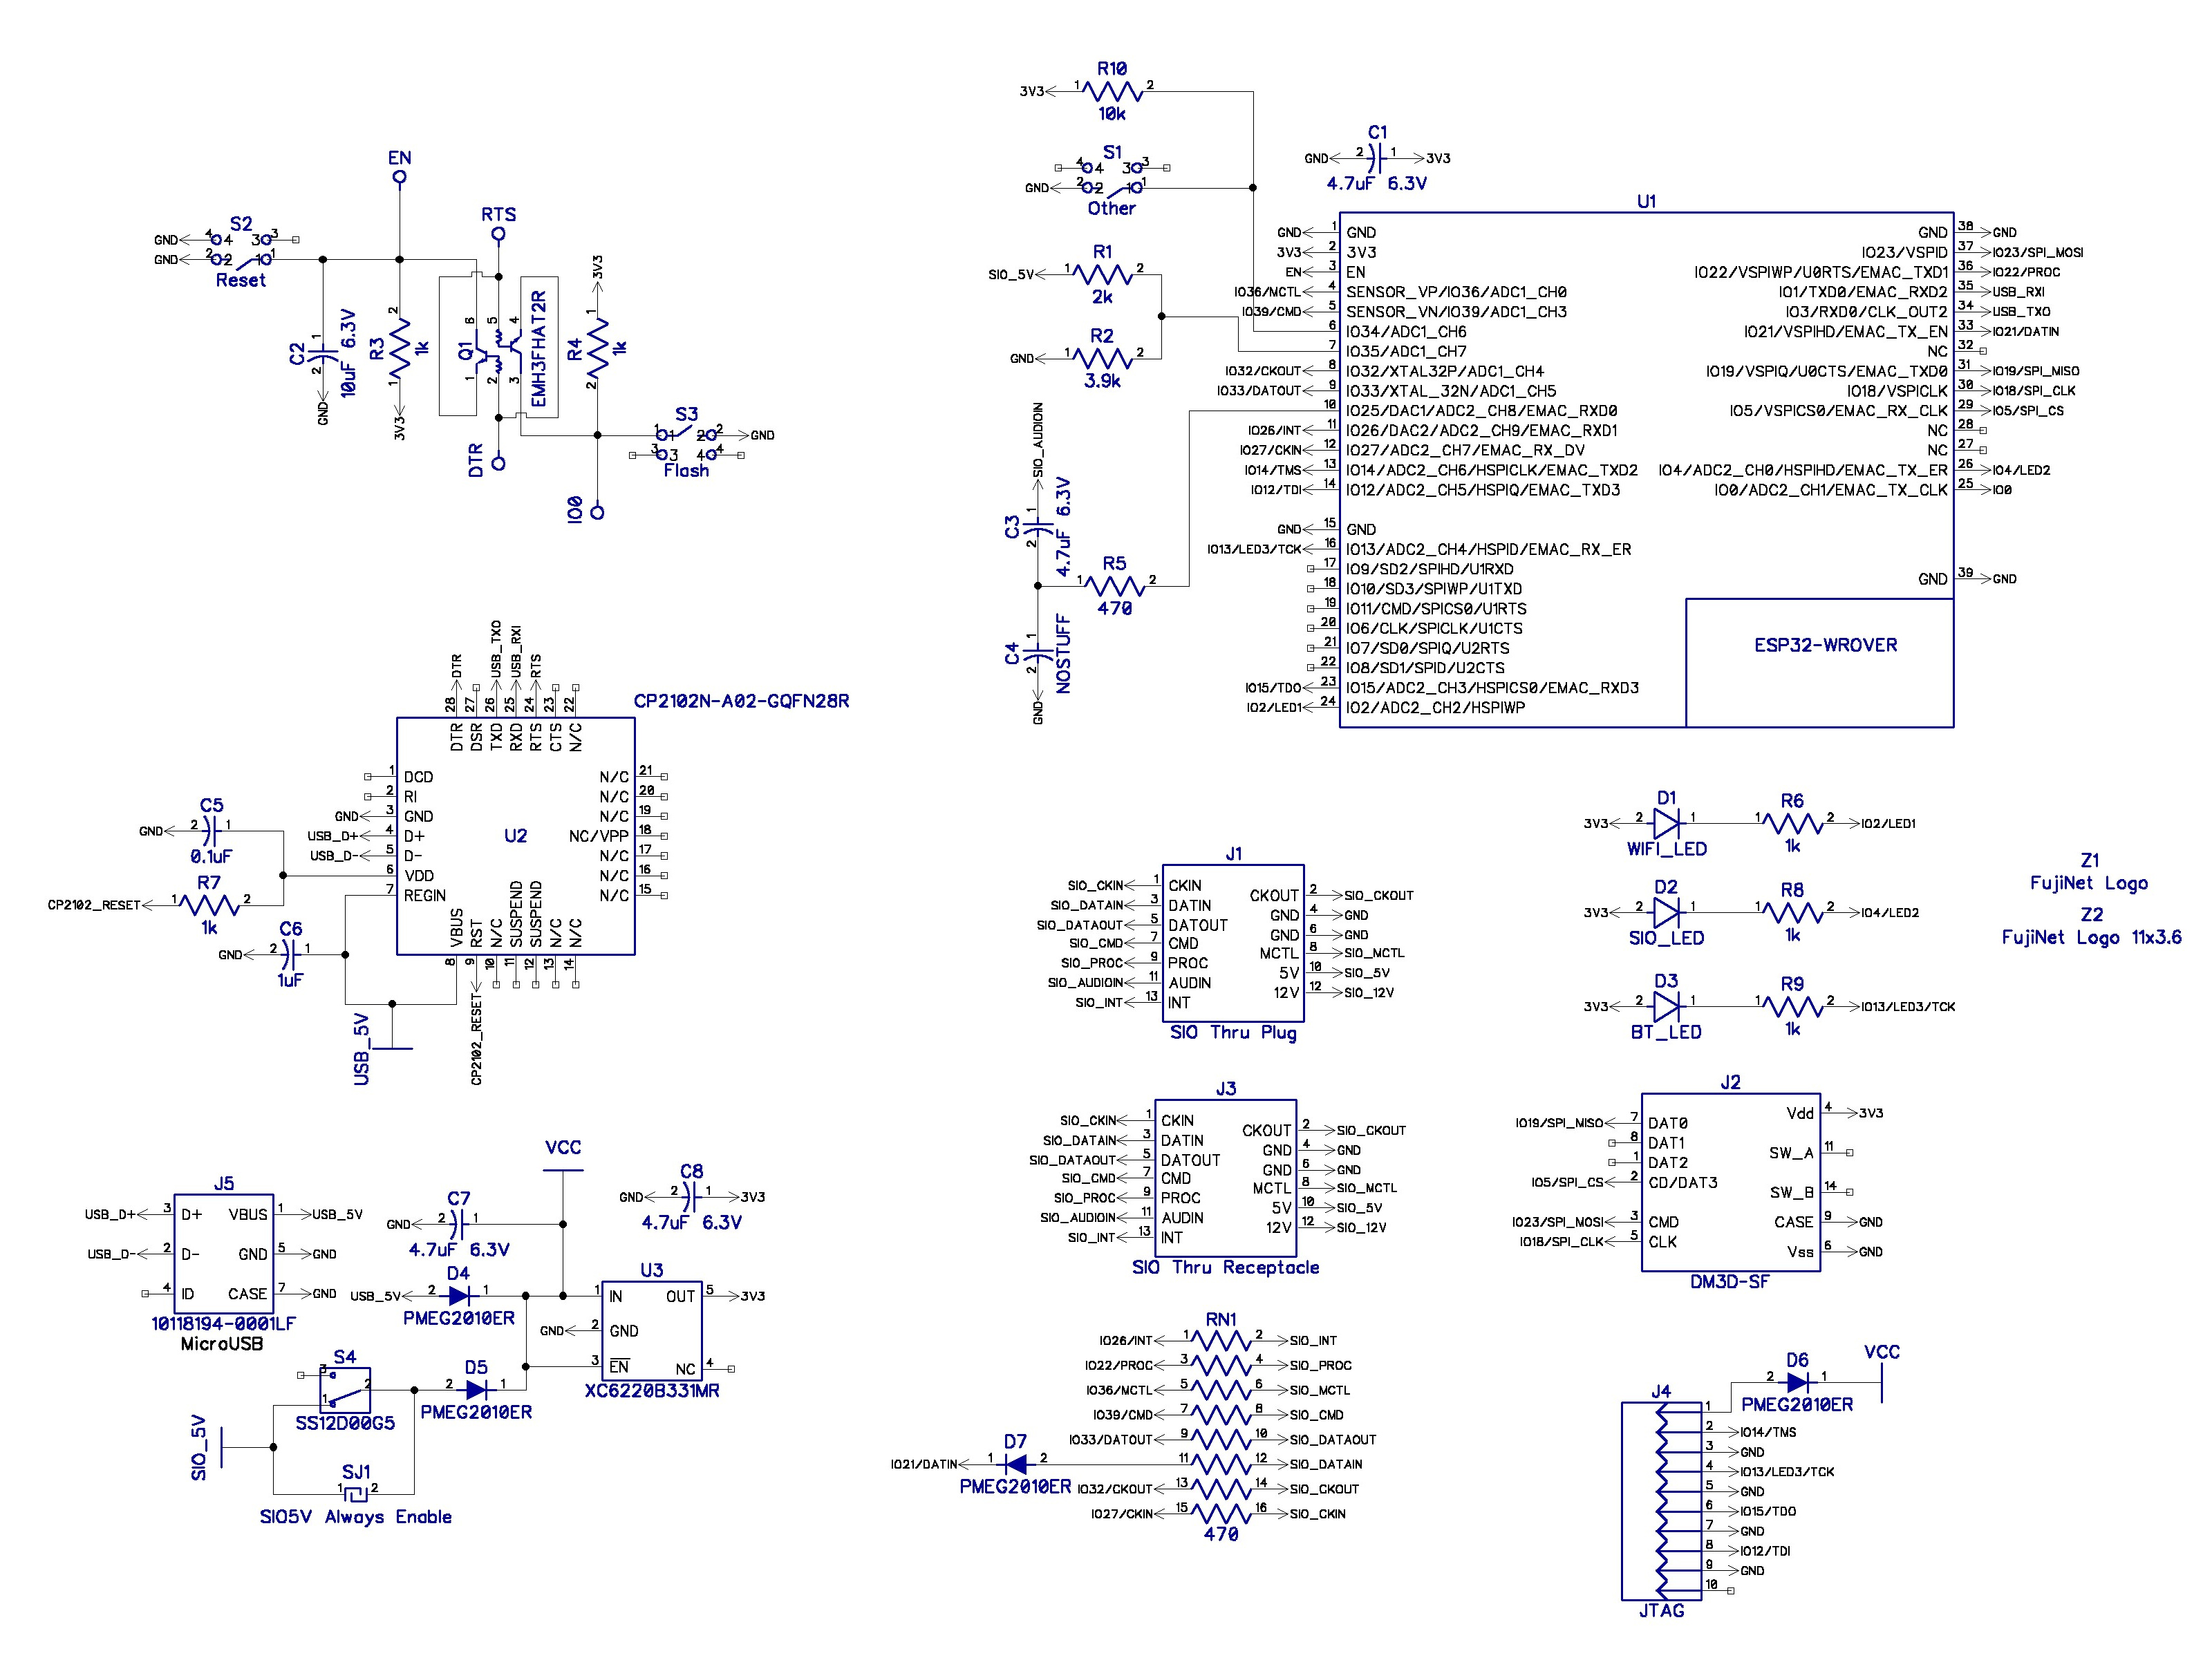 EN
S2
GND 4 4 3 3
GND 2 2 1 1
Reset
RTS
C2
10uF 6.3V
1
2
GND
R3
1k
2
1
3V3
Q1
EMH3FHAT2R
6 5 4
1 2 3
DTR
3V3
R4
1k
1
2
S3
1 1 2 2 GND
3 3 4 4
Flash
IO0
R10
3V3 1 2
10k
S1
4 4 3 3
GND 2 2 1 1
Other
R1
SIO_5V 1 2
2k
R2
GND 1 2
3.9k
SIO_AUDIOIN
C3
4.7uF 6.3V
1
2
R5
1 2
470
C4
NOSTUFF
1
2
GND
C1
GND 2 1 3V3
4.7uF 6.3V
U1
GND 1 GND
3V3 2 3V3
EN 3 EN
IO36/MCTL 4 SENSOR_VP/IO36/ADC1_CH0
IO39/CMD 5 SENSOR_VN/IO39/ADC1_CH3
6 IO34/ADC1_CH6
7 IO35/ADC1_CH7
IO32/CKOUT 8 IO32/XTAL32P/ADC1_CH4
IO33/DATOUT 9 IO33/XTAL_32N/ADC1_CH5
10 IO25/DAC1/ADC2_CH8/EMAC_RXD0
IO26/INT 11 IO26/DAC2/ADC2_CH9/EMAC_RXD1
IO27/CKIN 12 IO27/ADC2_CH7/EMAC_RX_DV
IO14/TMS 13 IO14/ADC2_CH6/HSPICLK/EMAC_TXD2
IO12/TDI 14 IO12/ADC2_CH5/HSPIQ/EMAC_TXD3
GND 15 GND
IO13/LED3/TCK 16 IO13/ADC2_CH4/HSPID/EMAC_RX_ER
17 IO9/SD2/SPIHD/U1RXD
18 IO10/SD3/SPIWP/U1TXD
19 IO11/CMD/SPICS0/U1RTS
20 IO6/CLK/SPICLK/U1CTS
21 IO7/SD0/SPIQ/U2RTS
22 IO8/SD1/SPID/U2CTS
IO15/TDO 23 IO15/ADC2_CH3/HSPICS0/EMAC_RXD3
IO2/LED1 24 IO2/ADC2_CH2/HSPIWP
GND 38 GND
IO23/VSPID 37 IO23/SPI_MOSI
IO22/VSPIWP/U0RTS/EMAC_TXD1 36 IO22/PROC
IO1/TXD0/EMAC_RXD2 35 USB_RXI
IO3/RXD0/CLK_OUT2 34 USB_TXO
IO21/VSPIHD/EMAC_TX_EN 33 IO21/DATIN
NC 32
IO19/VSPIQ/U0CTS/EMAC_TXD0 31 IO19/SPI_MISO
IO18/VSPICLK 30 IO18/SPI_CLK
IO5/VSPICS0/EMAC_RX_CLK 29 IO5/SPI_CS
NC 28
NC 27
IO4/ADC2_CH0/HSPIHD/EMAC_TX_ER 26 IO4/LED2
IO0/ADC2_CH1/EMAC_TX_CLK 25 IO0
GND 39 GND
ESP32-WROVER
DTR USB_TXO USB_RXI RTS
28 27 26 25 24 23 22
DTR DSR TXD RXD RTS CTS N/C
CP2102N-A02-GQFN28R
1 DCD
2 RI
GND 3 GND
USB_D+ 4 D+
USB_D- 5 D-
6 VDD
7 REGIN
U2
N/C 21
N/C 20
N/C 19
NC/VPP 18
N/C 17
N/C 16
N/C 15
VBUS RST N/C SUSPEND SUSPEND N/C N/C
8 9 10 11 12 13 14
CP2102_RESET
C5
GND 2 1
0.1uF
R7
CP2102_RESET 1 2
1k
C6
GND 2 1
1uF
USB_5V
J1
SIO_CKIN 1 CKIN
SIO_DATAIN 3 DATIN
SIO_DATAOUT 5 DATOUT
SIO_CMD 7 CMD
SIO_PROC 9 PROC
SIO_AUDIOIN 11 AUDIN
SIO_INT 13 INT
CKOUT 2 SIO_CKOUT
GND 4 GND
GND 6 GND
MCTL 8 SIO_MCTL
5V 10 SIO_5V
12V 12 SIO_12V
SIO Thru Plug
J3
SIO_CKIN 1 CKIN
SIO_DATAIN 3 DATIN
SIO_DATAOUT 5 DATOUT
SIO_CMD 7 CMD
SIO_PROC 9 PROC
SIO_AUDIOIN 11 AUDIN
SIO_INT 13 INT
CKOUT 2 SIO_CKOUT
GND 4 GND
GND 6 GND
MCTL 8 SIO_MCTL
5V 10 SIO_5V
12V 12 SIO_12V
SIO Thru Receptacle
D1
3V3 2 1
WIFI_LED
R6
1 2 IO2/LED1
1k
D2
3V3 2 1
SIO_LED
R8
1 2 IO4/LED2
1k
D3
3V3 2 1
BT_LED
R9
1 2 IO13/LED3/TCK
1k
Z1
FujiNet Logo
Z2
FujiNet Logo 11x3.6
J2
IO19/SPI_MISO 7 DAT0
8 DAT1
1 DAT2
IO5/SPI_CS 2 CD/DAT3
IO23/SPI_MOSI 3 CMD
IO18/SPI_CLK 5 CLK
Vdd 4 3V3
SW_A 11
SW_B 14
CASE 9 GND
Vss 6 GND
DM3D-SF
J5
USB_D+ 3 D+
USB_D- 2 D-
4 ID
VBUS 1 USB_5V
GND 5 GND
CASE 7 GND
10118194-0001LF
MicroUSB
VCC
C7
GND 2 1
4.7uF 6.3V
C8
GND 2 1 3V3
4.7uF 6.3V
D4
USB_5V 2 1
PMEG2010ER
U3
1 IN
GND 2 GND
3 EN
OUT 5 3V3
NC 4
XC6220B331MR
S4
3
2
1
SS12D00G5
D5
2 1
PMEG2010ER
SIO_5V
SJ1
1 2
SIO5V Always Enable
RN1
IO26/INT 1 2 SIO_INT
IO22/PROC 3 4 SIO_PROC
IO36/MCTL 5 6 SIO_MCTL
IO39/CMD 7 8 SIO_CMD
IO33/DATOUT 9 10 SIO_DATAOUT
11 12 SIO_DATAIN
IO32/CKOUT 13 14 SIO_CKOUT
IO27/CKIN 15 16 SIO_CKIN
470
D7
IO21/DATIN 1 2
PMEG2010ER
VCC
D6
2 1
PMEG2010ER
J4
1
2 IO14/TMS
3 GND
4 IO13/LED3/TCK
5 GND
6 IO15/TDO
7 GND
8 IO12/TDI
9 GND
10
JTAG